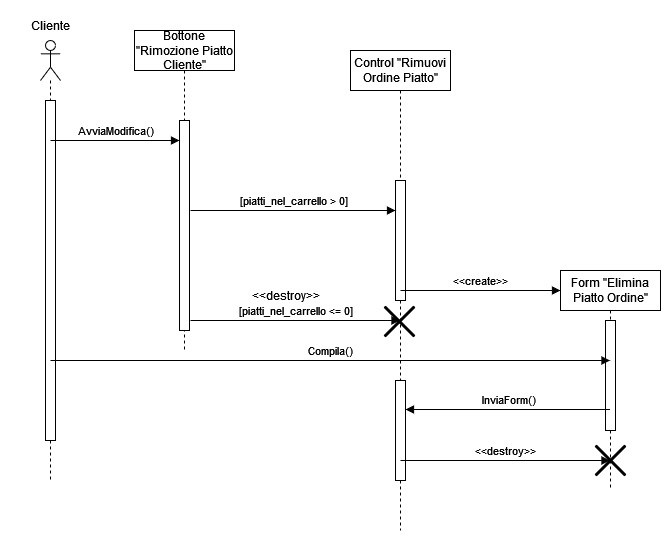 Cliente
Bottone
"Rimozione Piatto
Cliente"
Control "Rimuovi
Ordine Piatto"
AvviaModifica()
[piatti_nel_carrello > 0]
<<create>>
Form "Elimina
Piatto Ordine"
<<destroy>>
[piatti_nel_carrello <= 0]
Compila()
InviaForm()
<<destroy>>